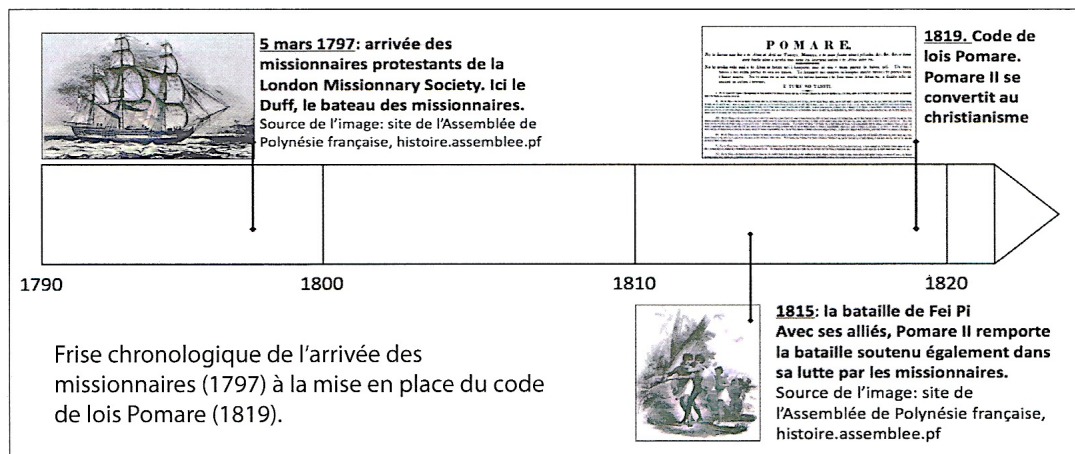 5 mars 1797: arrivée des
missionnaires protestants de la
London Missionnary Society. Ici le
Duff, le bateau des missionnaires.
Source de l'image: site de l'Assemblée de
Polynésie française, histoire.assemblee.pf
POMARE,
1819. Code de
lois Pomare.
Pomare II se
convertit au
christianisme
1790
1800
1810
1820
Frise chronologique de l'arrivée des
missionnaires (1797) à la mise en place du code
de lois Pomare (1819).
1815: la bataille de Fei Pi
Avec ses alliés, Pomare II remporte
la bataille soutenu également dans
sa lutte par les missionnaires.
Source de l'image: site de
l'Assemblée de Polynésie française,
histoire.assemblee.pf